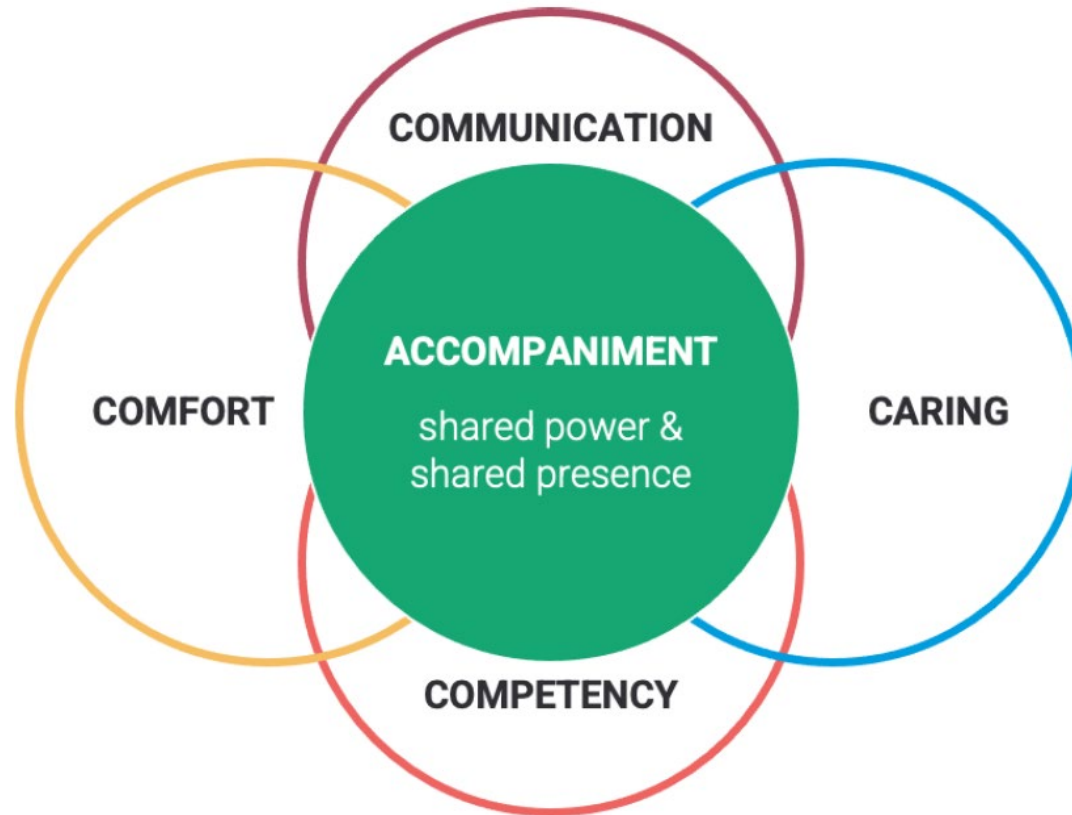 COMMUNICATION
ACCOMPANIMENT
shared power &
shared presence
COMFORT
CARING
COMPETENCY